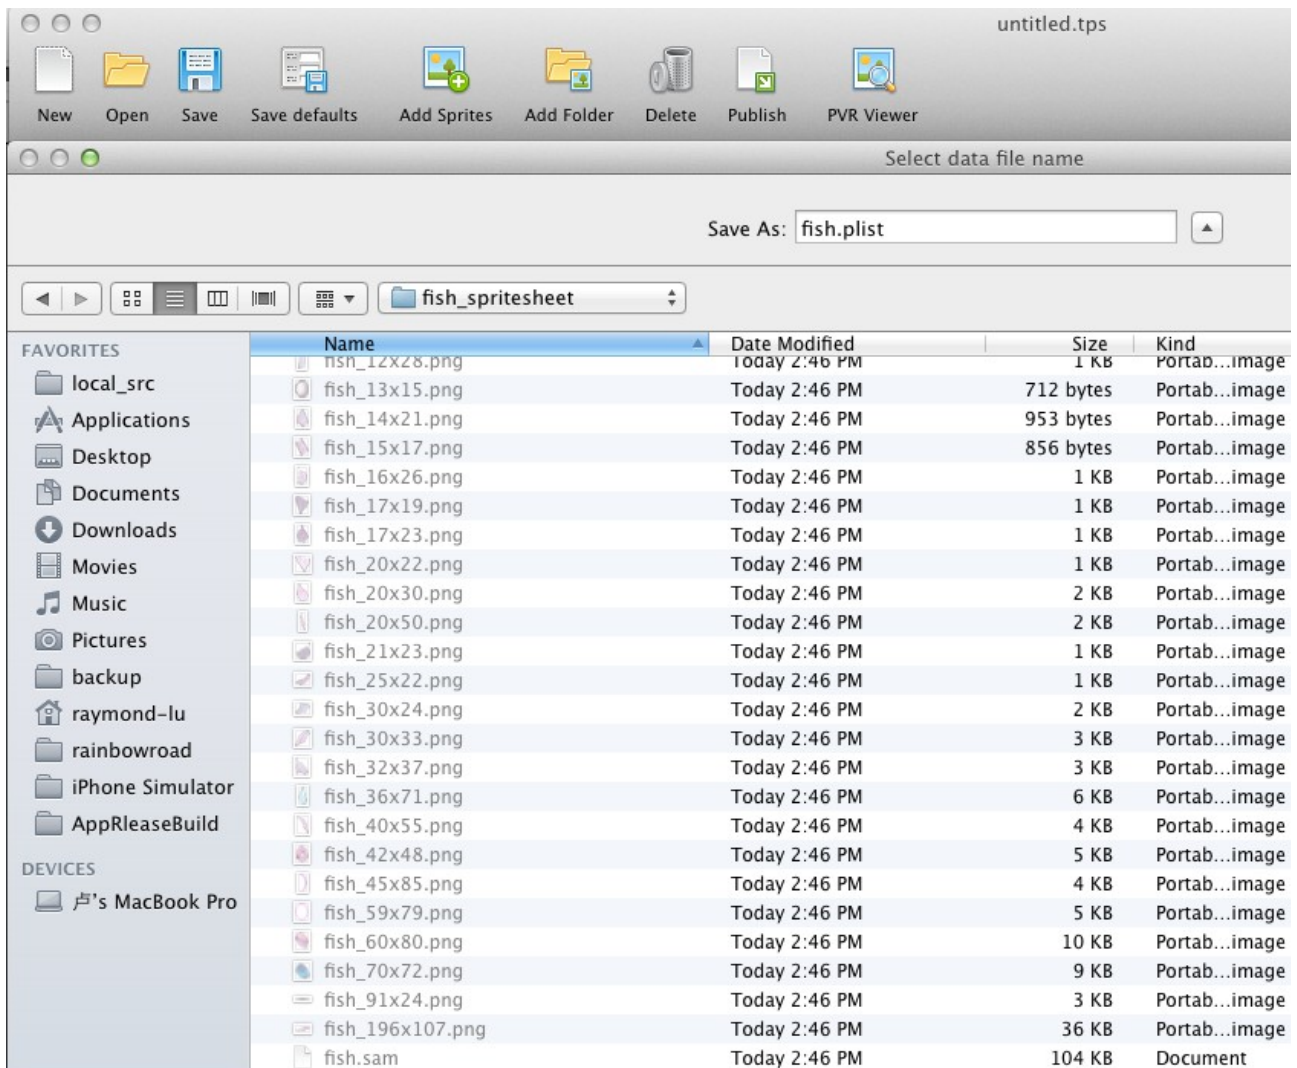 untitled.tps
New Open Save Save defaults Add Sprites Add Folder Delete Publish PVR Viewer
Select data file name
Save As: fish.plist
fish_spritesheet
FAVORITES
local_src
Applications
Desktop
Documents
Downloads
Movies
Music
Pictures
backup
raymond-lu
rainbowroad
iPhone Simulator
AppRleaseBuild
DEVICES
卢's MacBook Pro
Name Date Modified Size Kind
fish_12x28.png Today 2:46 PM 1 KB Portab...image
fish_13x15.png Today 2:46 PM 712 bytes Portab...image
fish_14x21.png Today 2:46 PM 953 bytes Portab...image
fish_15x17.png Today 2:46 PM 856 bytes Portab...image
fish_16x26.png Today 2:46 PM 1 KB Portab...image
fish_17x19.png Today 2:46 PM 1 KB Portab...image
fish_17x23.png Today 2:46 PM 1 KB Portab...image
fish_20x22.png Today 2:46 PM 1 KB Portab...image
fish_20x30.png Today 2:46 PM 2 KB Portab...image
fish_20x50.png Today 2:46 PM 2 KB Portab...image
fish_21x23.png Today 2:46 PM 1 KB Portab...image
fish_25x22.png Today 2:46 PM 1 KB Portab...image
fish_30x24.png Today 2:46 PM 2 KB Portab...image
fish_30x33.png Today 2:46 PM 3 KB Portab...image
fish_32x37.png Today 2:46 PM 3 KB Portab...image
fish_36x71.png Today 2:46 PM 6 KB Portab...image
fish_40x55.png Today 2:46 PM 4 KB Portab...image
fish_42x48.png Today 2:46 PM 5 KB Portab...image
fish_45x85.png Today 2:46 PM 4 KB Portab...image
fish_59x79.png Today 2:46 PM 5 KB Portab...image
fish_60x80.png Today 2:46 PM 10 KB Portab...image
fish_70x72.png Today 2:46 PM 9 KB Portab...image
fish_91x24.png Today 2:46 PM 3 KB Portab...image
fish_196x107.png Today 2:46 PM 36 KB Portab...image
fish.sam Today 2:46 PM 104 KB Document